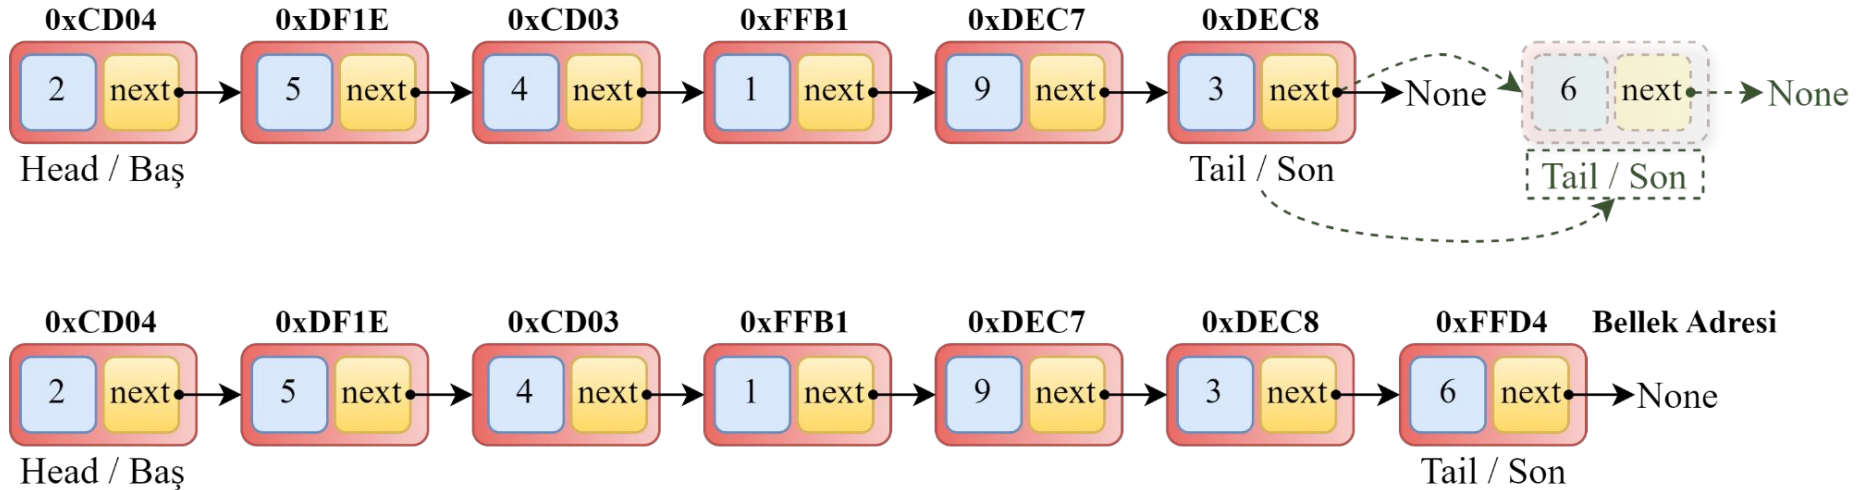 0xCD04 0xDF1E 0xCD03 0xFFB1 0xDEC7 0xDEC8
2 next 5 next 4 next 1 next 9 next 3 next None 6 next None
Head / Baş Tail / Son Tail / Son
0xCD04 0xDF1E 0xCD03 0xFFB1 0xDEC7 0xDEC8 0xFFD4 Bellek Adresi
2 next 5 next 4 next 1 next 9 next 3 next 6 next None
Head / Baş Tail / Son